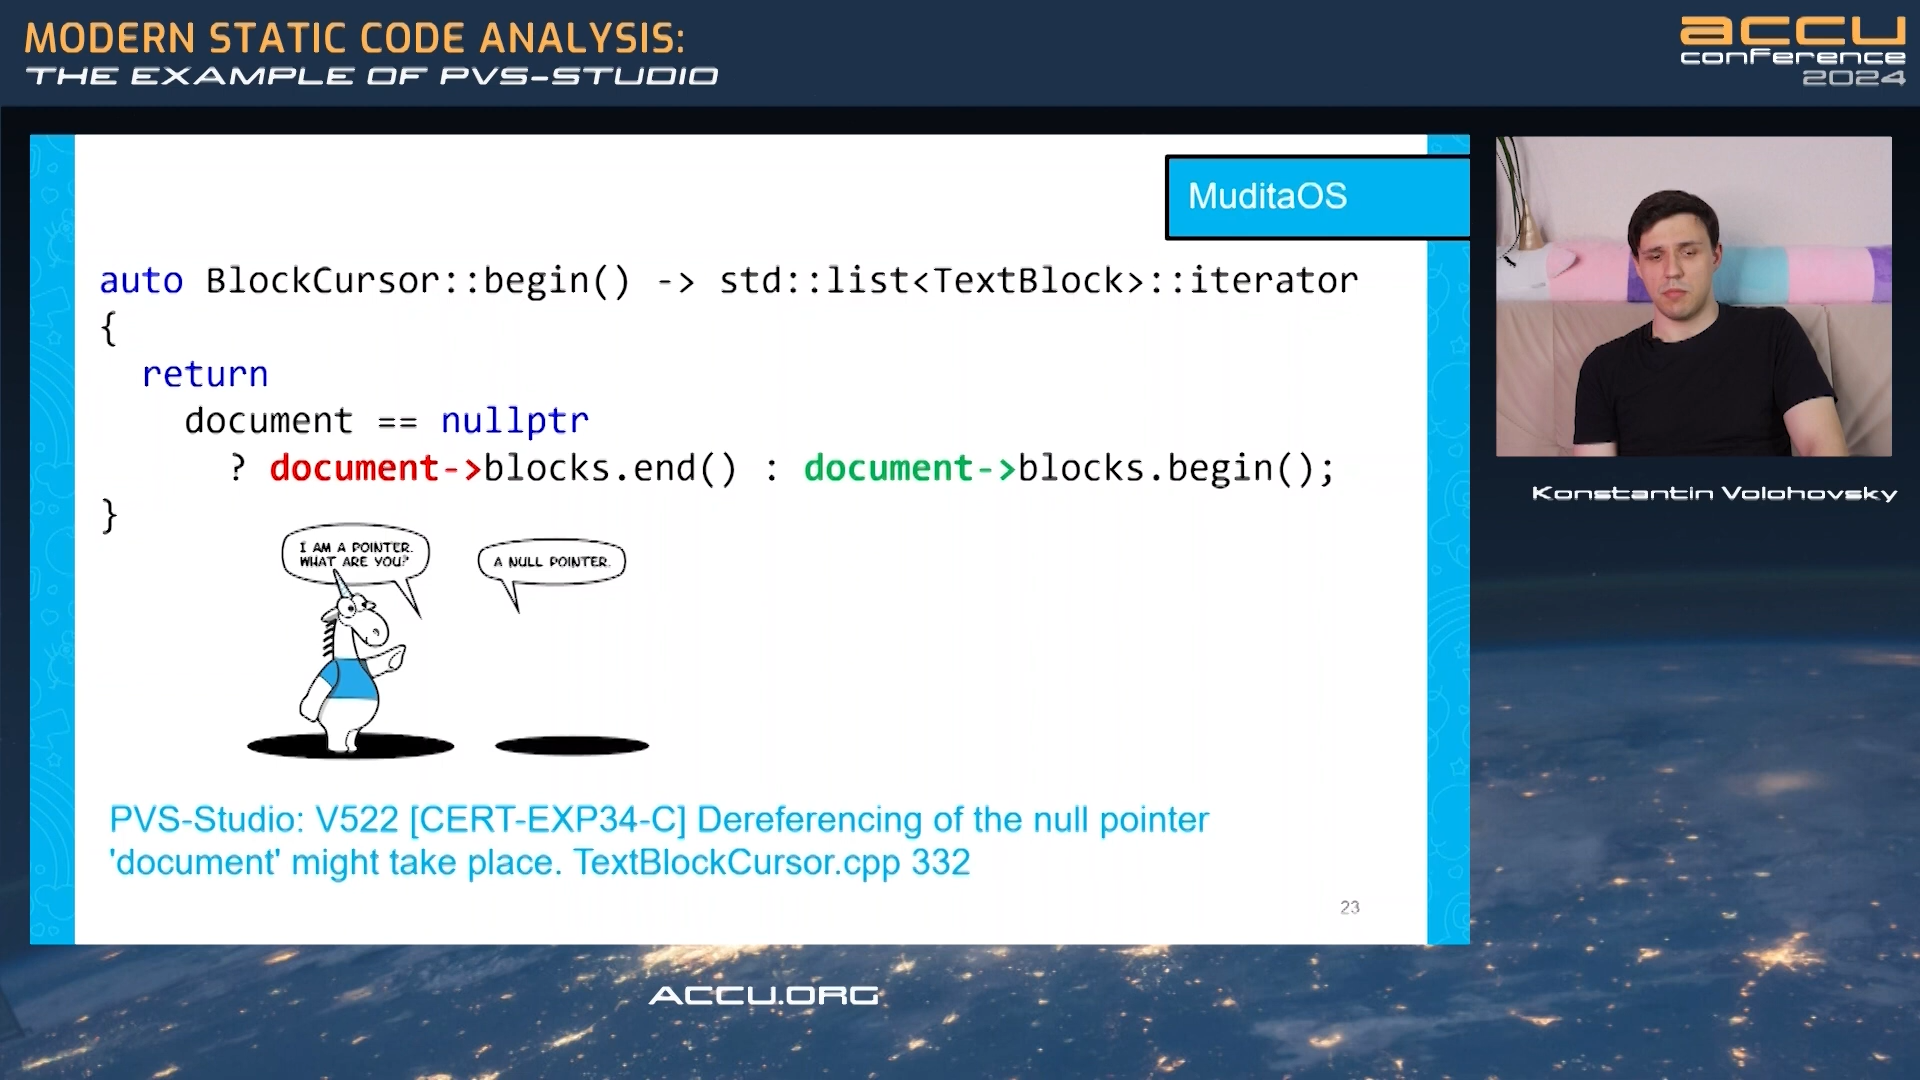 MODERN STATIC CODE ANALYSIS:
THE EXAMPLE OF PVS-STUDIO
accu
conference
2024
MuditaOS
auto BlockCursor::begin() -> std::list<TextBlock>::iterator
{
return
document == nullptr
? document->blocks.end() : document->blocks.begin();
}
I AM A POINTER.
WHAT ARE YOU?
A NULL POINTER.
PVS-Studio: V522 [CERT-EXP34-C] Dereferencing of the null pointer
'document' might take place. TextBlockCursor.cpp 332
23
Konstantin Volohovsky
ACCU.ORG